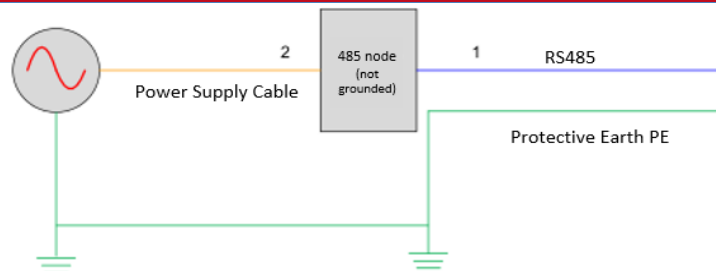 2
485 node
(not
grounded)
1
RS485
Power Supply Cable
Protective Earth PE